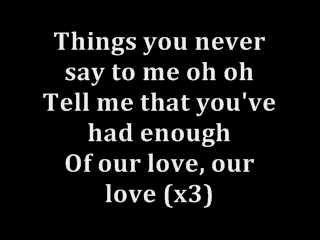 Things you never
say to me oh oh
Tell me that you've
had enough
Of our love, our
love (x3)